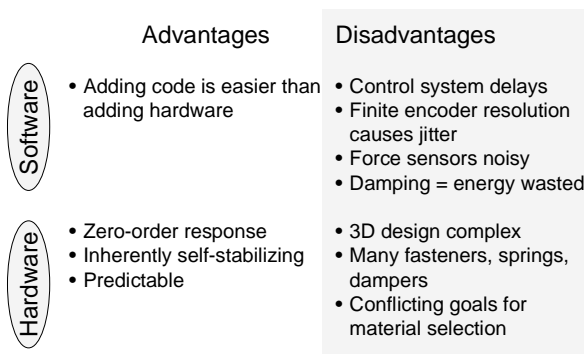 Advantages
Disadvantages
Software
• Adding code is easier than
adding hardware
• Control system delays
• Finite encoder resolution
causes jitter
• Force sensors noisy
• Damping = energy wasted
Hardware
• Zero-order response
• Inherently self-stabilizing
• Predictable
• 3D design complex
• Many fasteners, springs,
dampers
• Conflicting goals for
material selection